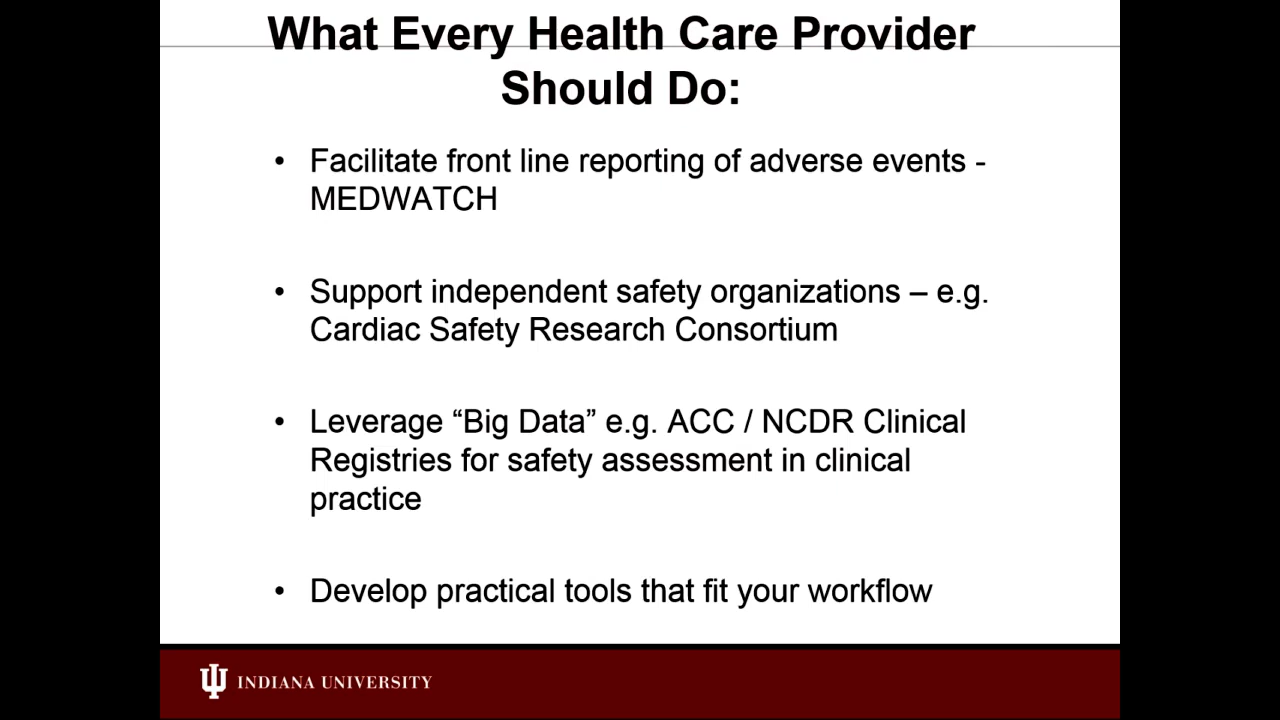 What Every Health Care Provider
Should Do:
• Facilitate front line reporting of adverse events -
MEDWATCH
• Support independent safety organizations – e.g.
Cardiac Safety Research Consortium
• Leverage “Big Data” e.g. ACC / NCDR Clinical
Registries for safety assessment in clinical
practice
• Develop practical tools that fit your workflow
INDIANA UNIVERSITY